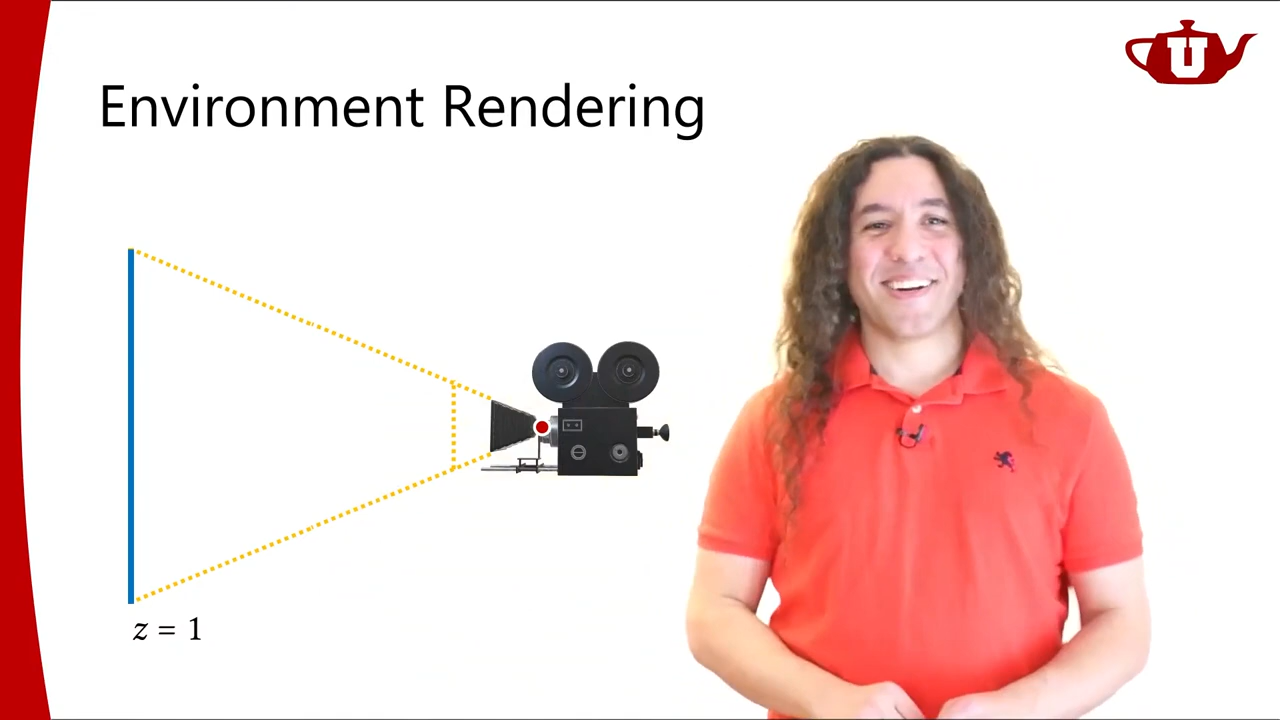 Environment Rendering
U
z = 1